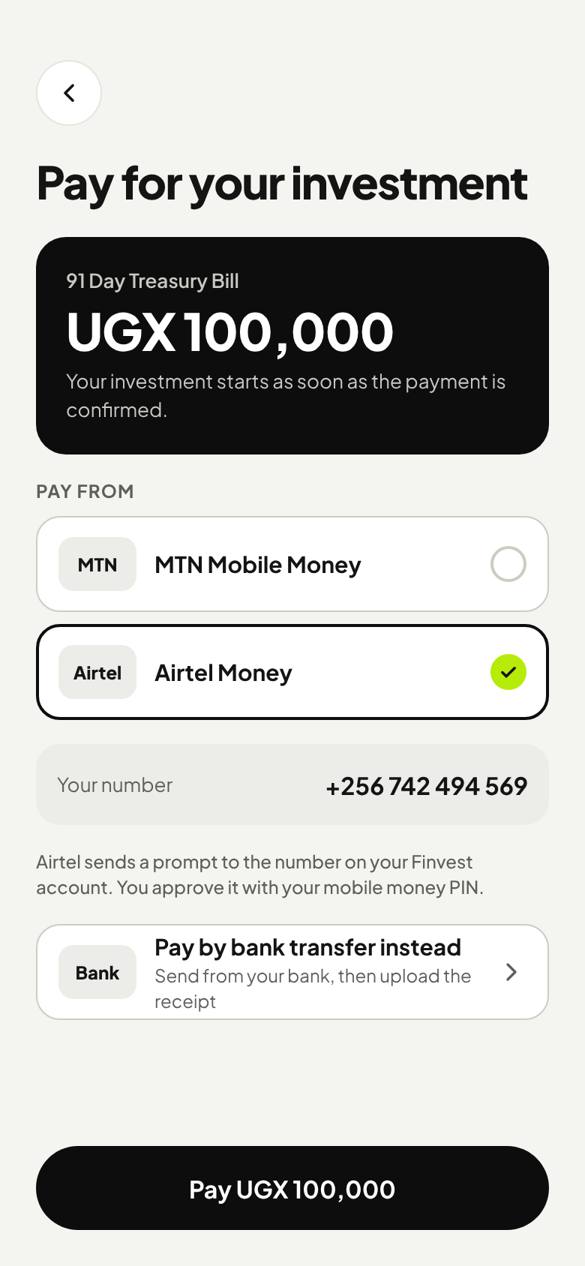 Pay for your investment
91 Day Treasury Bill
UGX 100,000
Your investment starts as soon as the payment is
confirmed.
PAY FROM
MTN
MTN Mobile Money
Airtel
Airtel Money
Your number
+256 742 494 569
Airtel sends a prompt to the number on your Finvest
account. You approve it with your mobile money PIN.
Bank
Pay by bank transfer instead
Send from your bank, then upload the
receipt
Pay UGX 100,000